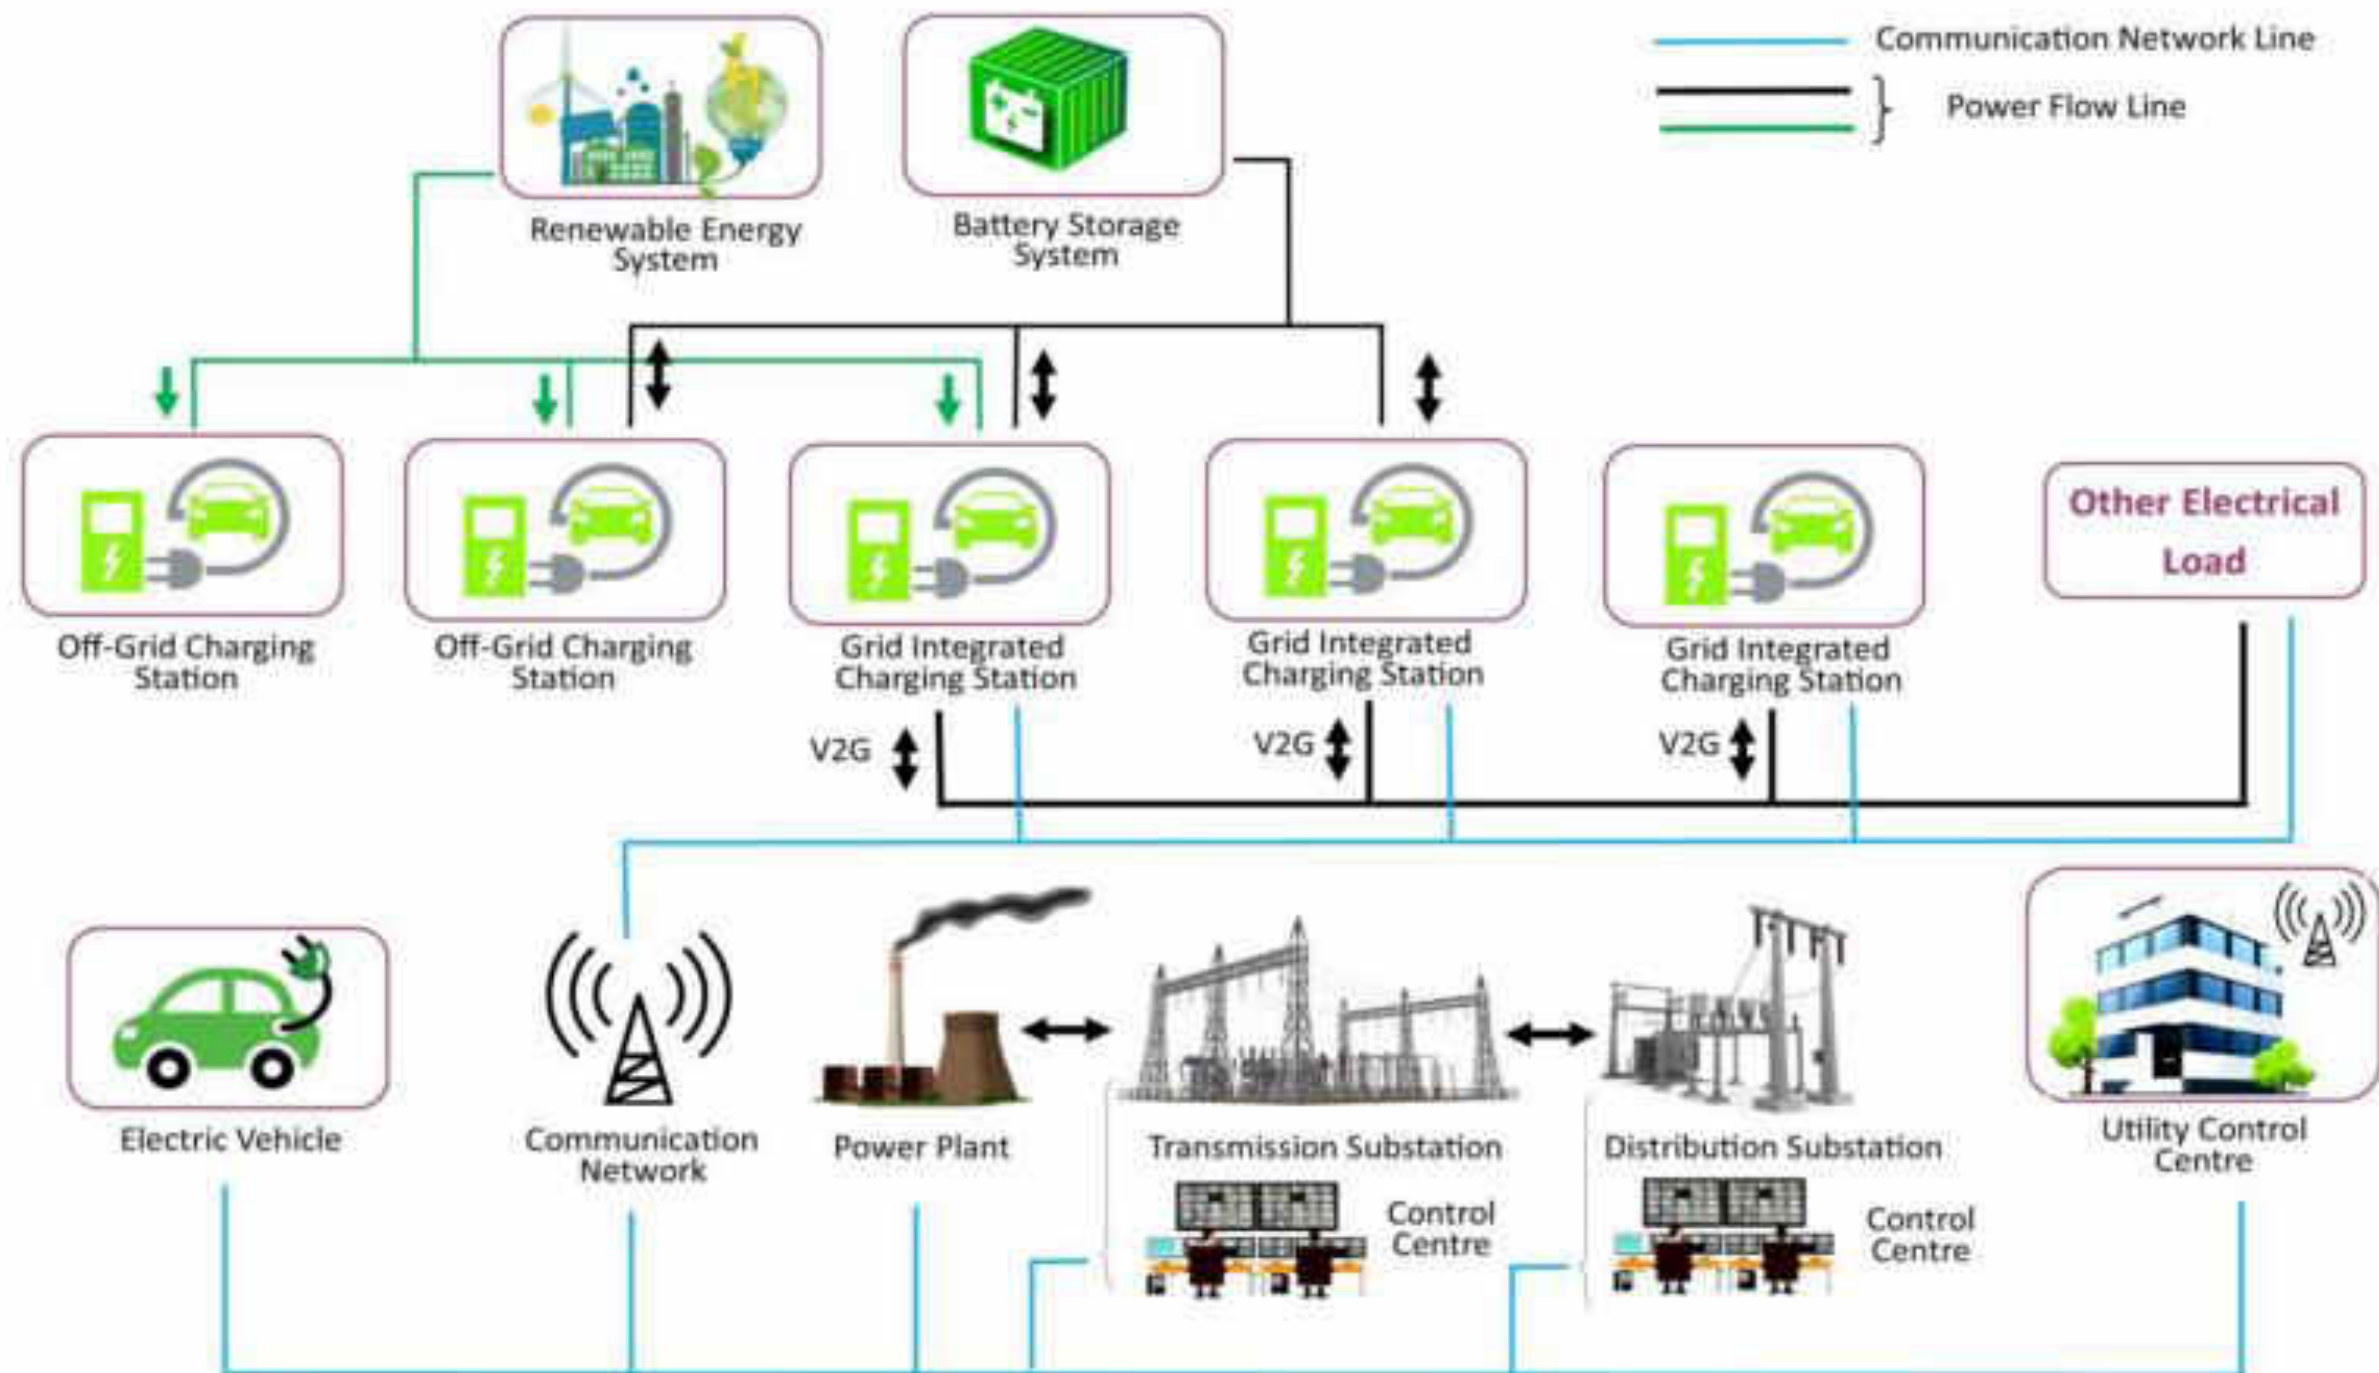 Communication Network Line
Power Flow Line
Renewable Energy
System
Battery Storage
System
Off-Grid Charging
Station
Off-Grid Charging
Station
Grid Integrated
Charging Station
Grid Integrated
Charging Station
Grid Integrated
Charging Station
Other Electrical
Load
V2G
V2G
V2G
Electric Vehicle
Communication
Network
Power Plant
Transmission Substation
Distribution Substation
Utility Control
Centre
Control
Centre
Control
Centre